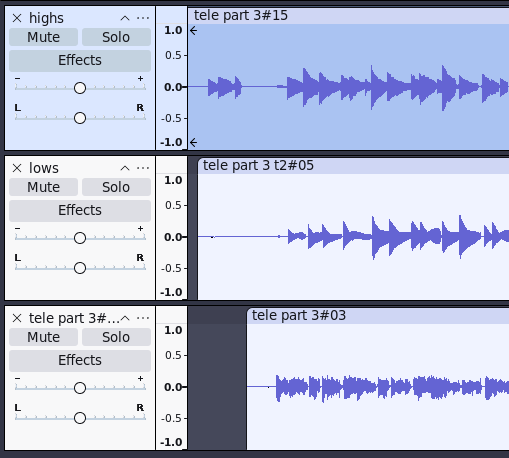 highs
tele part 3#15
Mute Solo
Effects
- +
L R
1.0
0.5
0.0
-0.5
-1.0
lows
tele part 3 t2#05
Mute Solo
Effects
- +
L R
1.0
0.5
0.0
-0.5
-1.0
tele part 3#...
tele part 3#03
Mute Solo
Effects
- +
L R
1.0
0.5
0.0
-0.5
-1.0